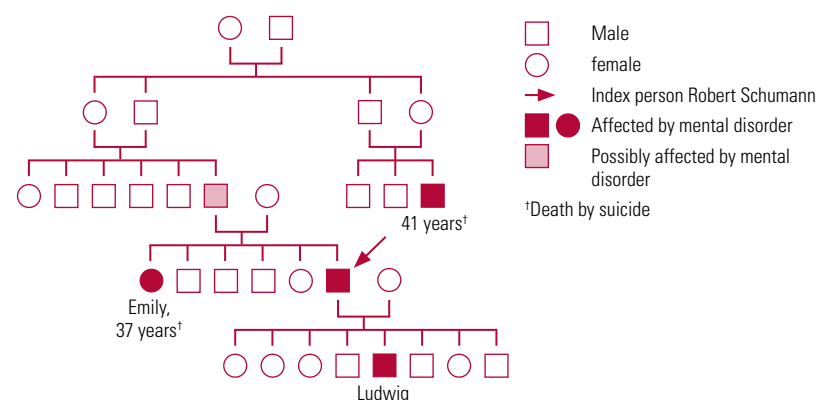 Male
female
Index person Robert Schumann
Affected by mental disorder
Possibly affected by mental
disorder
†Death by suicide
41 years†
Emily,
37 years†
Ludwig